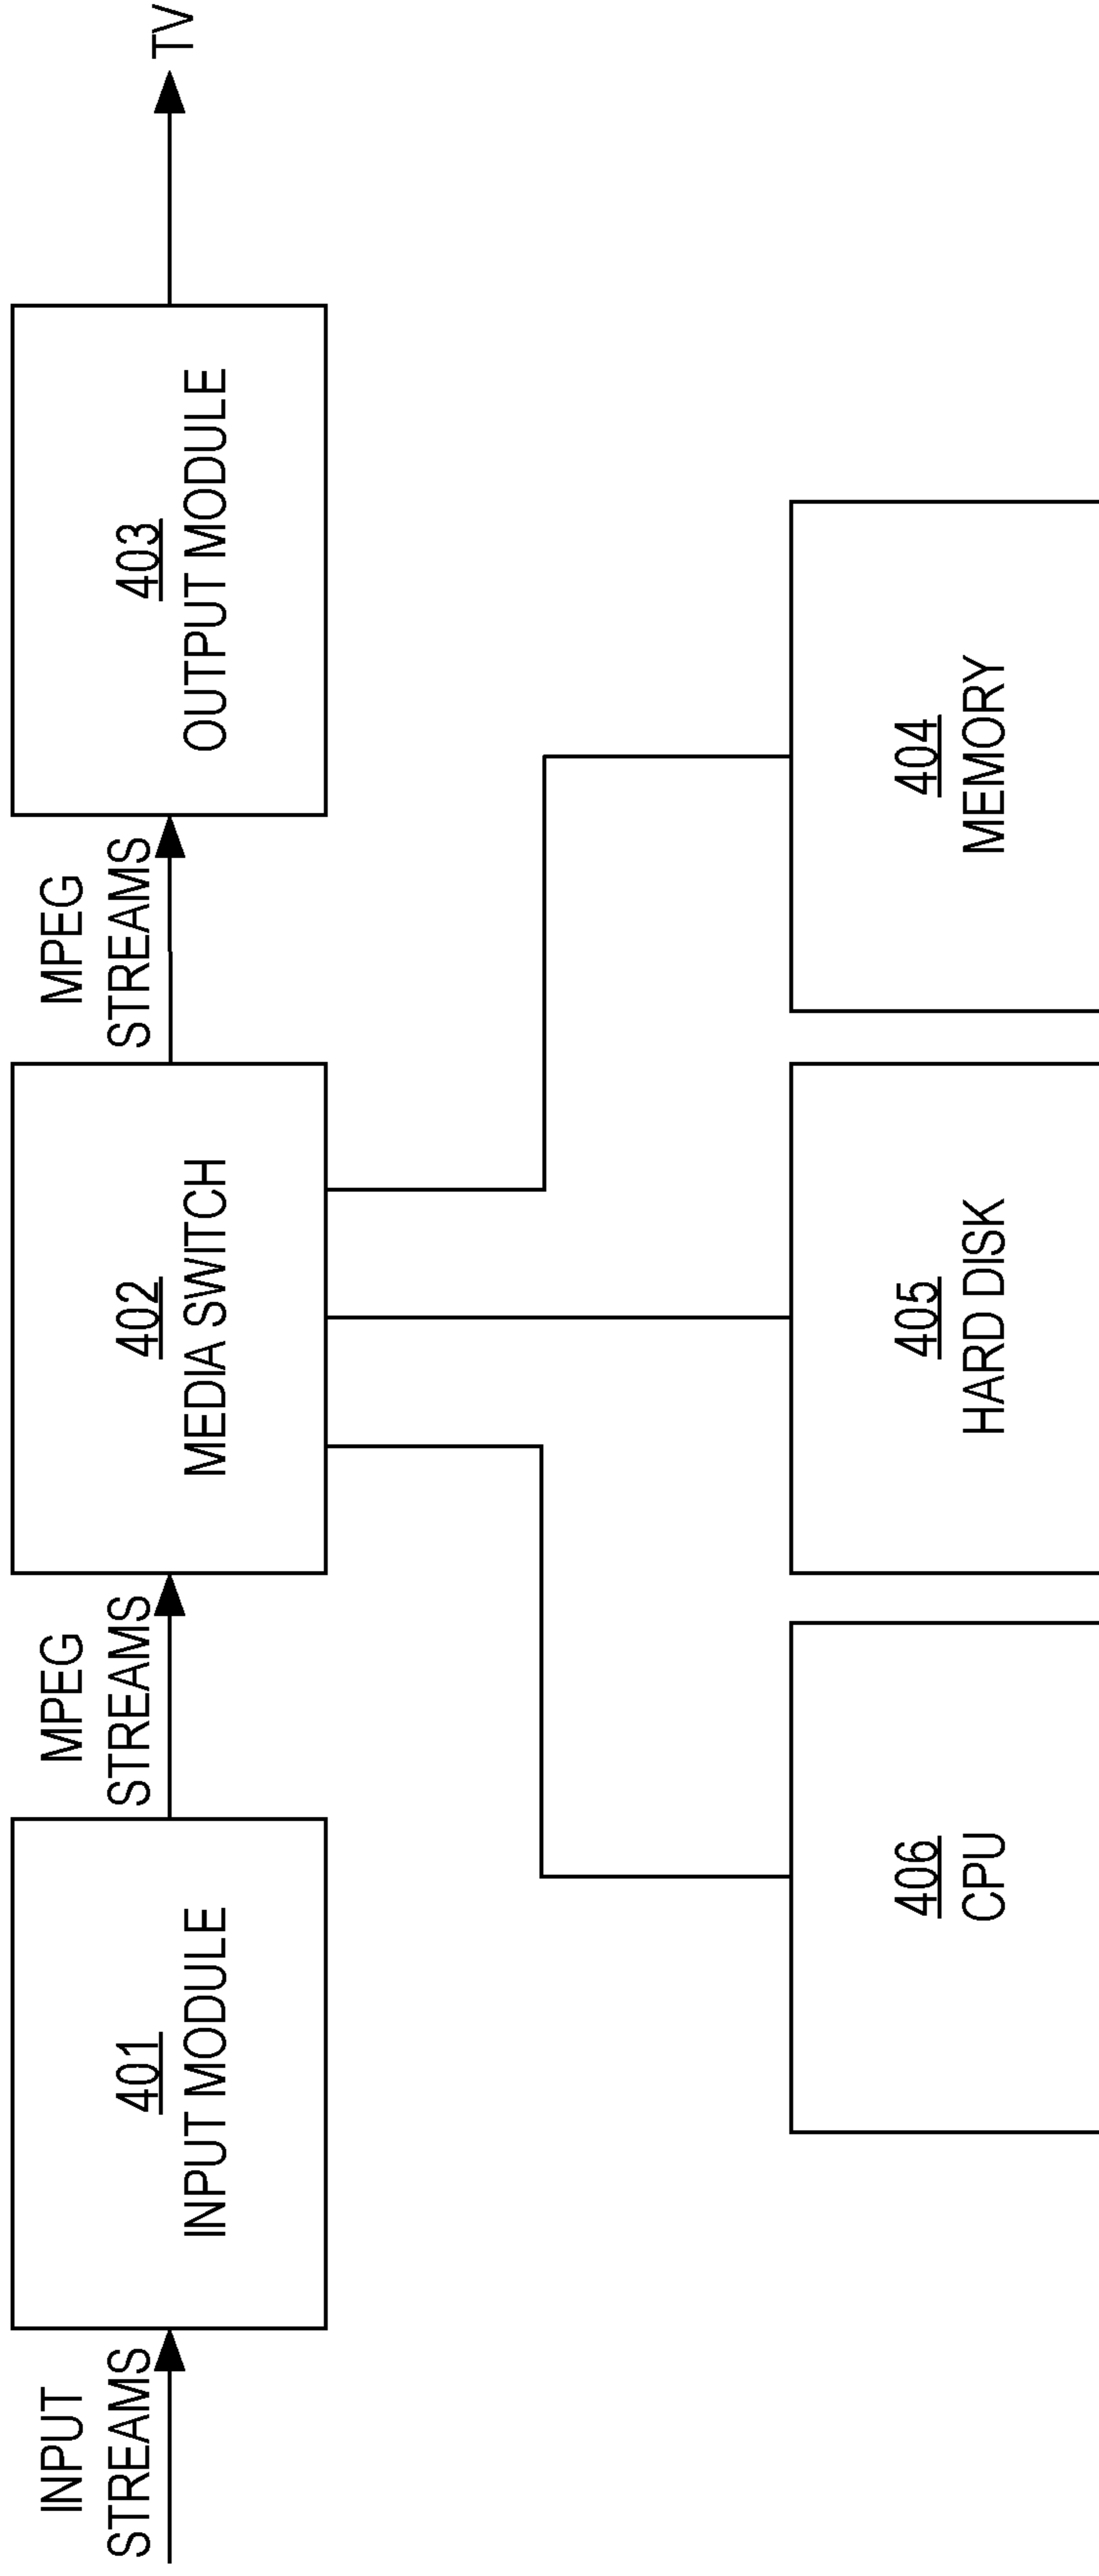 INPUT
STREAMS
401
INPUT MODULE
MPEG
STREAMS
402
MEDIA SWITCH
MPEG
STREAMS
403
OUTPUT MODULE
TV
406
CPU
405
HARD DISK
404
MEMORY